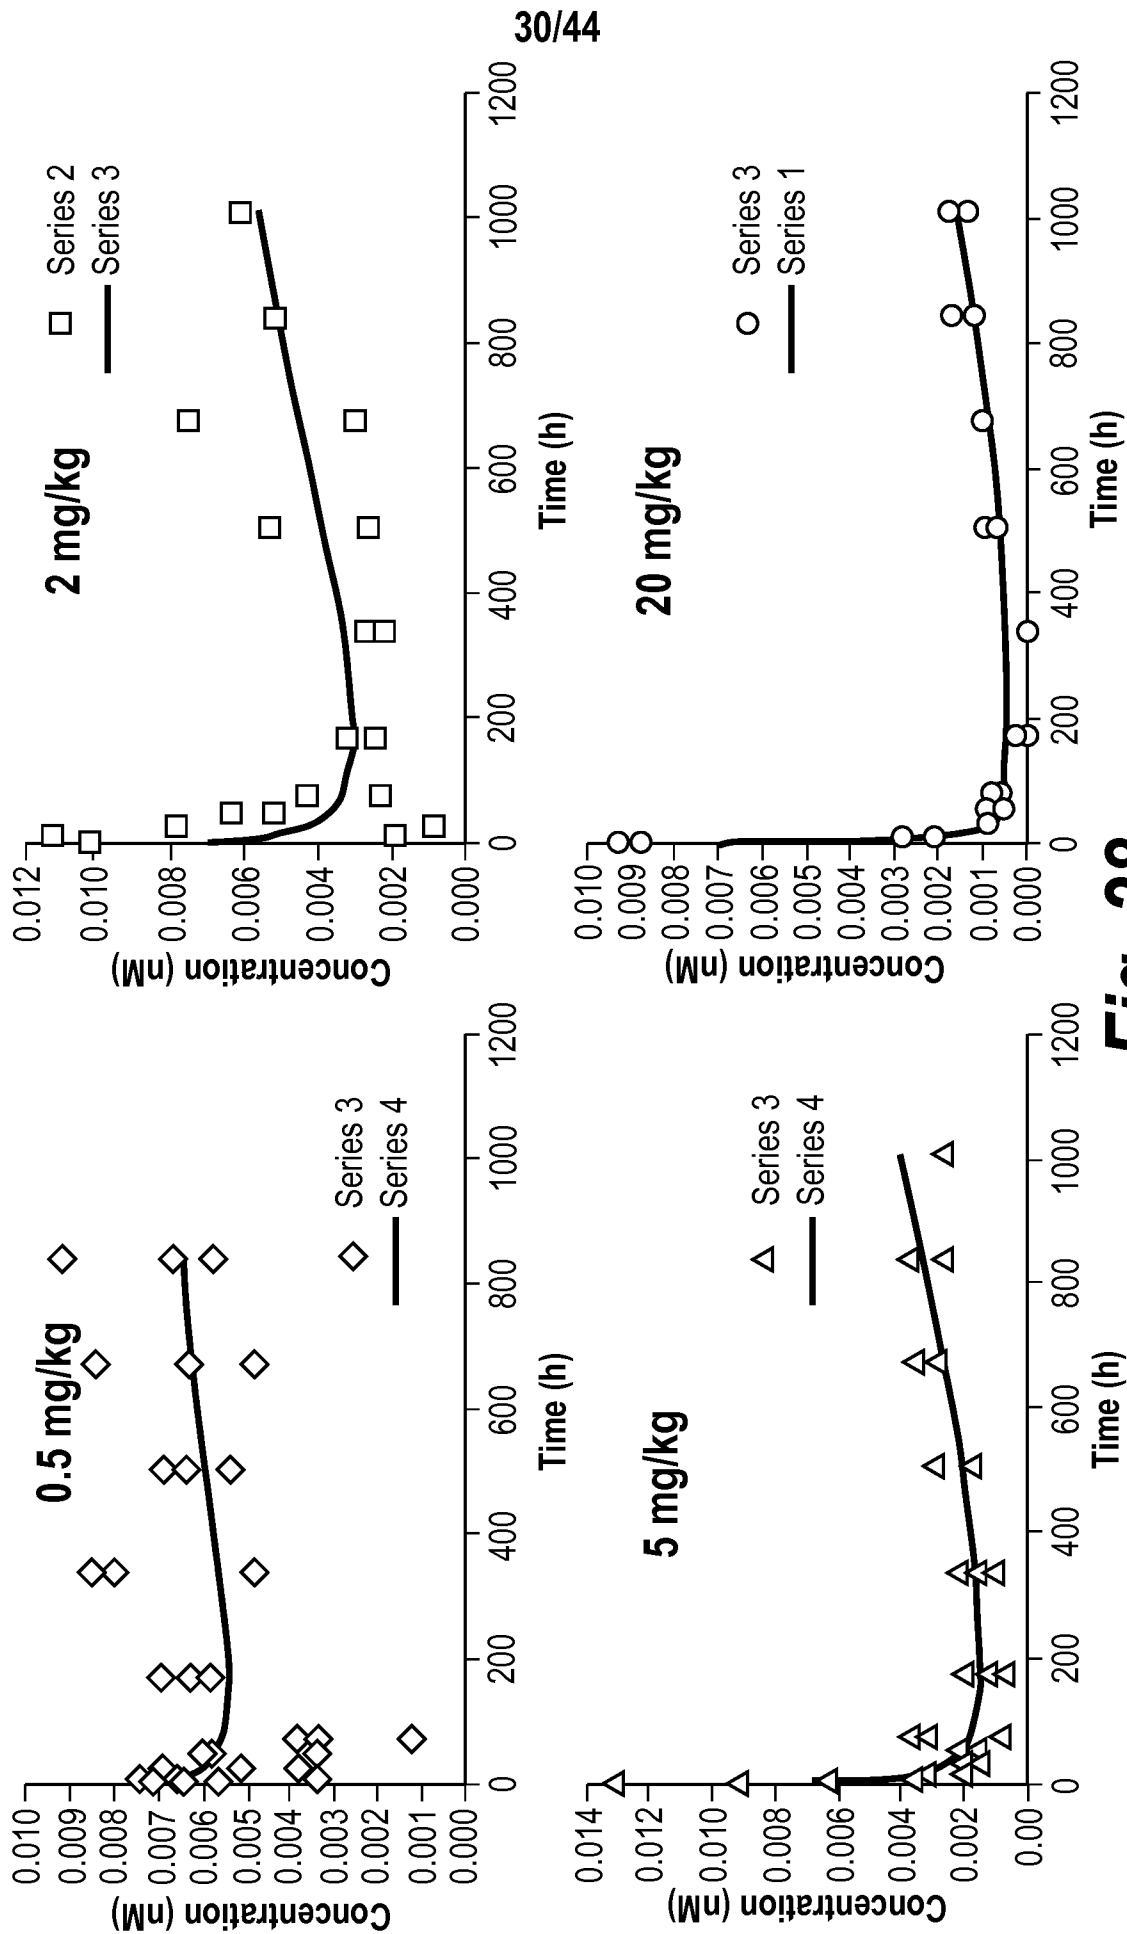 30/44
0.5 mg/kg
Concentration (nM)
0.010
0.009
0.008
0.007
0.006
0.005
0.004
0.003
0.002
0.001
0.000
0 200 400 600 800 1000 1200
Time (h)
Series 3
Series 4
2 mg/kg
Concentration (nM)
0.012
0.010
0.008
0.006
0.004
0.002
0.000
0 200 400 600 800 1000 1200
Time (h)
Series 2
Series 3
5 mg/kg
Concentration (nM)
0.014
0.012
0.010
0.008
0.006
0.004
0.002
0.00
0 200 400 600 800 1000 1200
Time (h)
Series 3
Series 4
20 mg/kg
Concentration (nM)
0.010
0.009
0.008
0.007
0.006
0.005
0.004
0.003
0.002
0.001
0.000
0 200 400 600 800 1000 1200
Time (h)
Series 3
Series 1